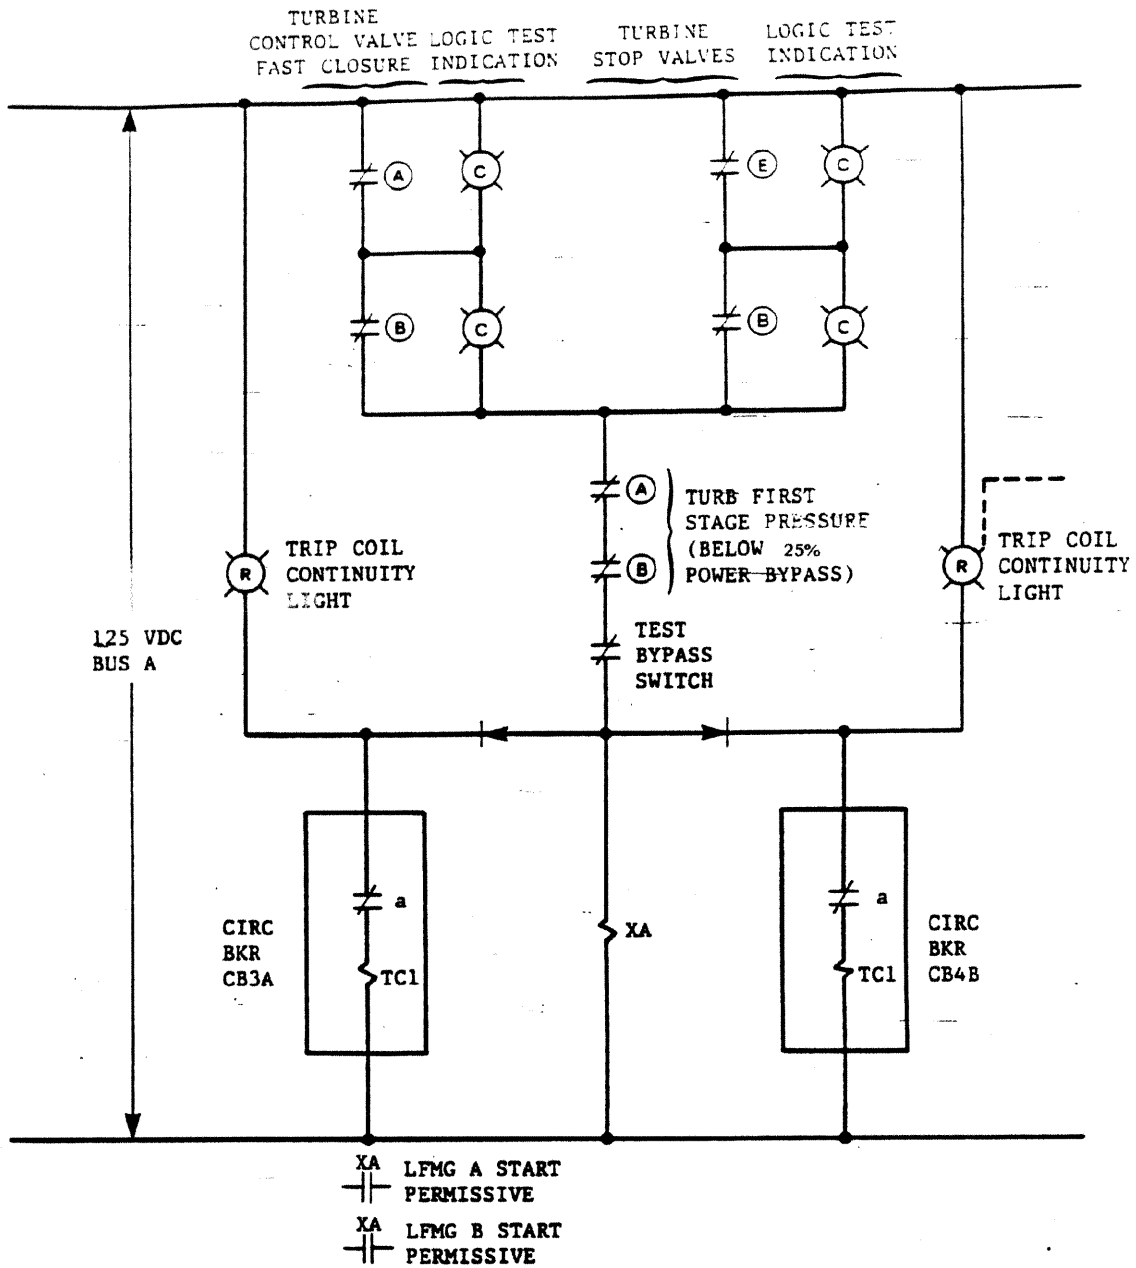 TURBINE
CONTROL VALVE
FAST CLOSURE
LOGIC TEST
INDICATION
TURBINE
STOP VALVES
LOGIC TEST
INDICATION
A
C
E
C
B
C
B
C
A
B
TURB FIRST
STAGE PRESSURE
(BELOW 25%
POWER BYPASS)
R
TRIP COIL
CONTINUITY
LIGHT
R
TRIP COIL
CONTINUITY
LIGHT
125 VDC
BUS A
TEST
BYPASS
SWITCH
CIRC
BKR
CB3A
a
TC1
XA
a
TC1
CIRC
BKR
CB4B
XA
LFMG A START
PERMISSIVE
XA
LFMG B START
PERMISSIVE